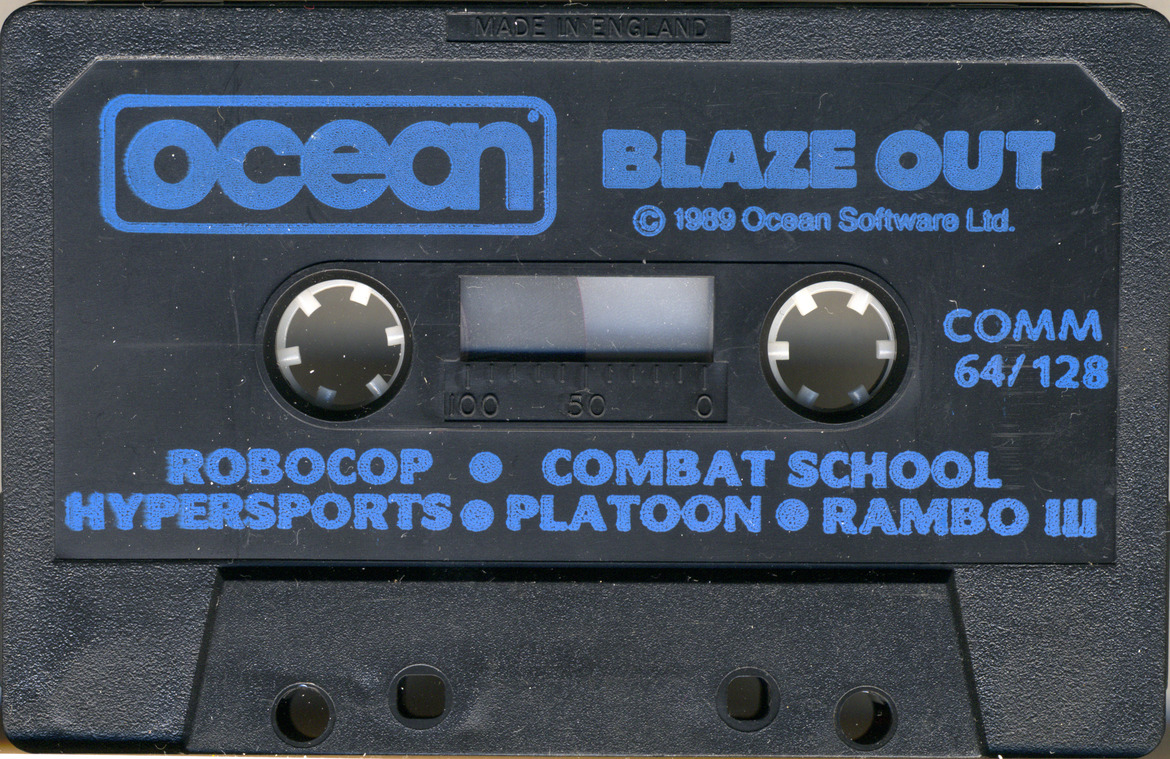 MADE IN ENGLAND
ocean
BLAZE OUT
© 1989 Ocean Software Ltd.
COMM
64/128
100 50 0
ROBOCOP ● COMBAT SCHOOL
HYPERSPORTS ● PLATOON ● RAMBO III